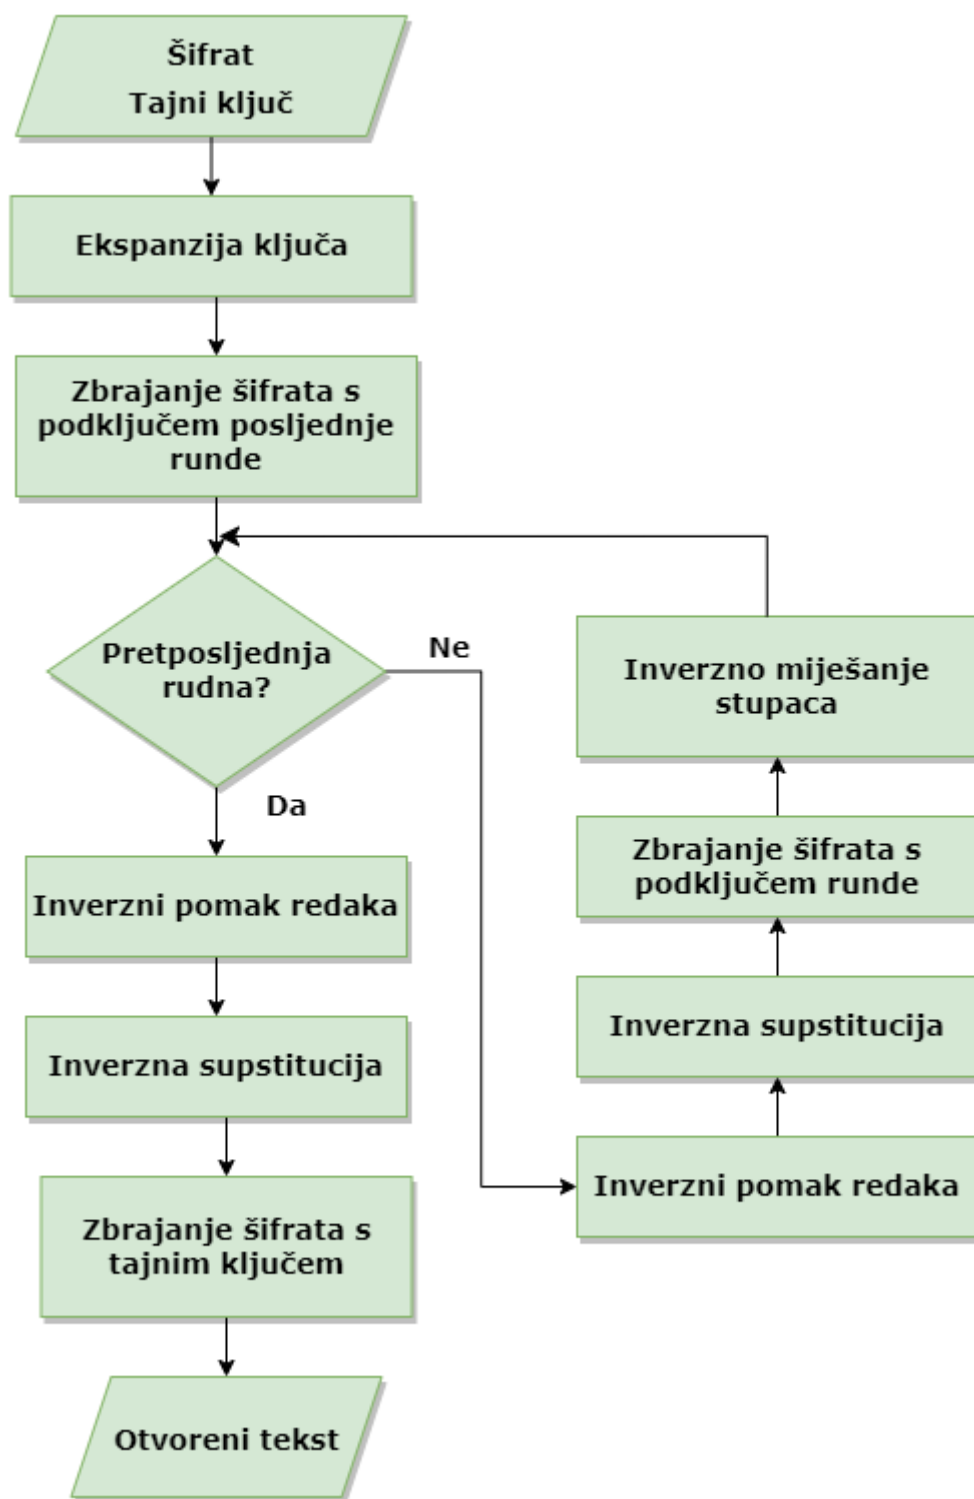 Šifrat
Tajni ključ
Ekspanzija ključa
Zbrajanje šifrata s
podključem posljednje
runde
Pretposljednja
rudna?
Ne
Da
Inverzni pomak redaka
Inverzna supstitucija
Zbrajanje šifrata s
tajnim ključem
Otvoreni tekst
Inverzno miješanje
stupaca
Zbrajanje šifrata s
podključem runde
Inverzna supstitucija
Inverzni pomak redaka